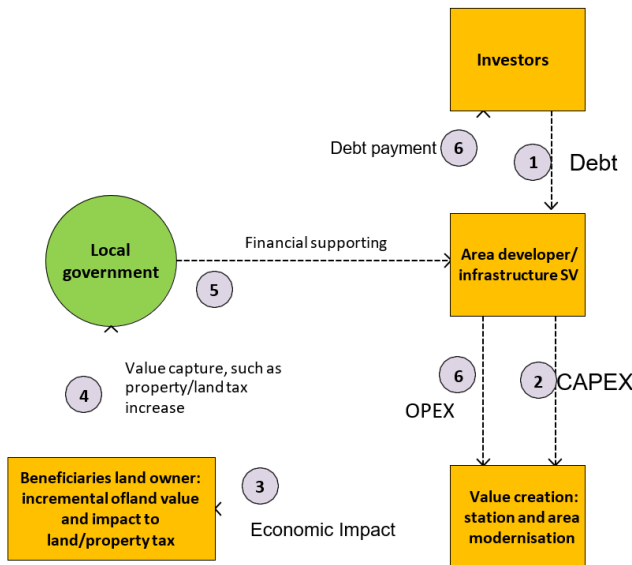 Investors
Debt payment
6
1
Debt
Local
government
Financial supporting
5
Area developer/
infrastructure SV
4
Value capture, such as
property/land tax
increase
6
OPEX
2
CAPEX
Beneficiaries land owner:
incremental ofland value
and impact to
land/property tax
3
Economic Impact
Value creation:
station and area
modernisation